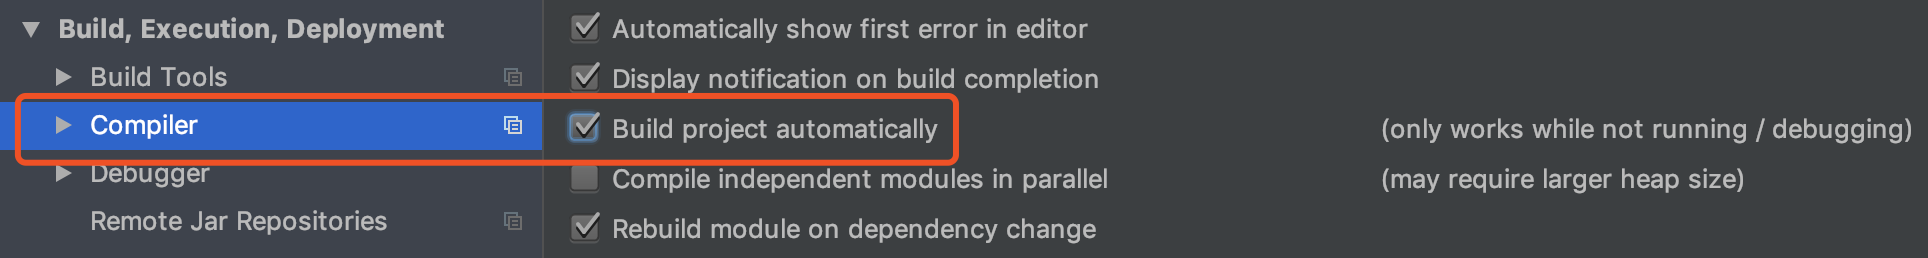 Build, Execution, Deployment
Build Tools
Compiler
Debugger
Remote Jar Repositories
Automatically show first error in editor
Display notification on build completion
Build project automatically (only works while not running / debugging)
Compile independent modules in parallel (may require larger heap size)
Rebuild module on dependency change